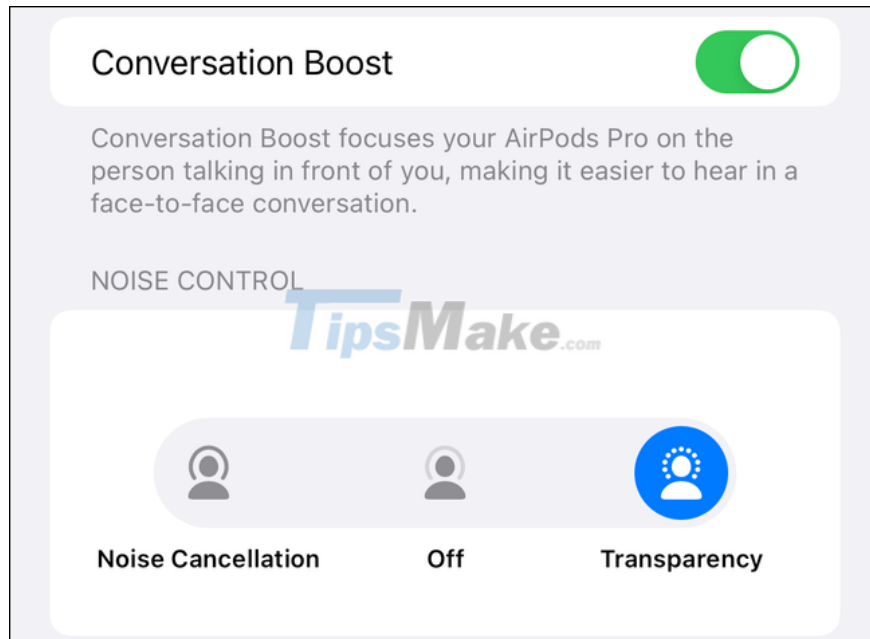 Conversation Boost
Conversation Boost focuses your AirPods Pro on the
person talking in front of you, making it easier to hear in a
face-to-face conversation.
NOISE CONTROL
TipsMake.com
Noise Cancellation Off Transparency